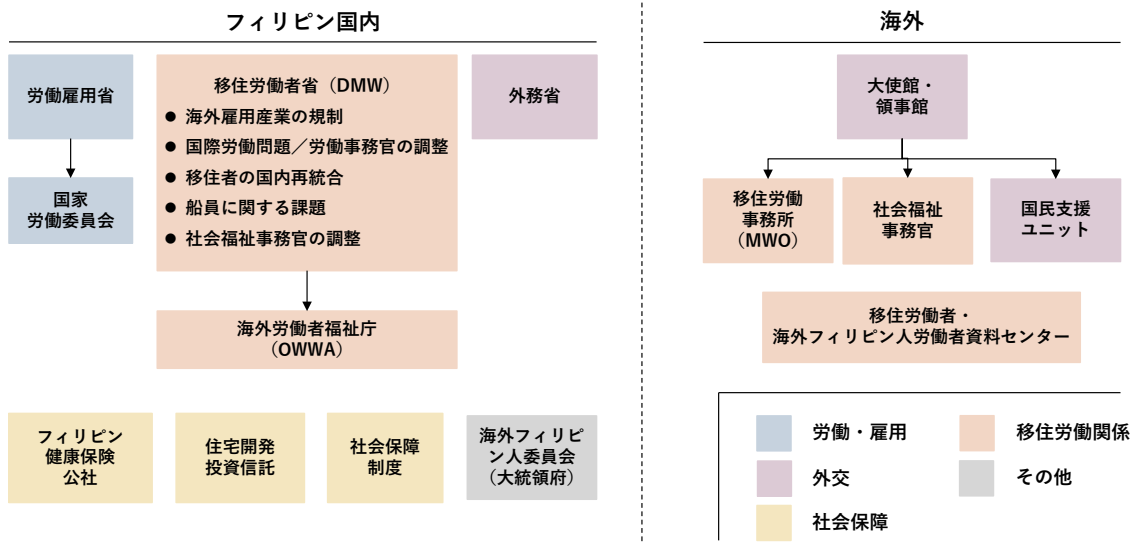 フィリピン国内
労働雇用省
国家
労働委員会
移住労働者省（DMW）
● 海外雇用産業の規制
● 国際労働問題／労働事務官の調整
● 移住者の国内再統合
● 船員に関する課題
● 社会福祉事務官の調整
外務省
海外労働者福祉庁
（OWWA）
フィリピン
健康保険
公社
住宅開発
投資信託
社会保障
制度
海外フィリピ
ン人委員会
（大統領府）
海外
大使館・
領事館
移住労働
事務所
（MWO）
社会福祉
事務官
国民支援
ユニット
移住労働者・
海外フィリピン人労働者資料センター
労働・雇用
移住労働関係
外交
その他
社会保障